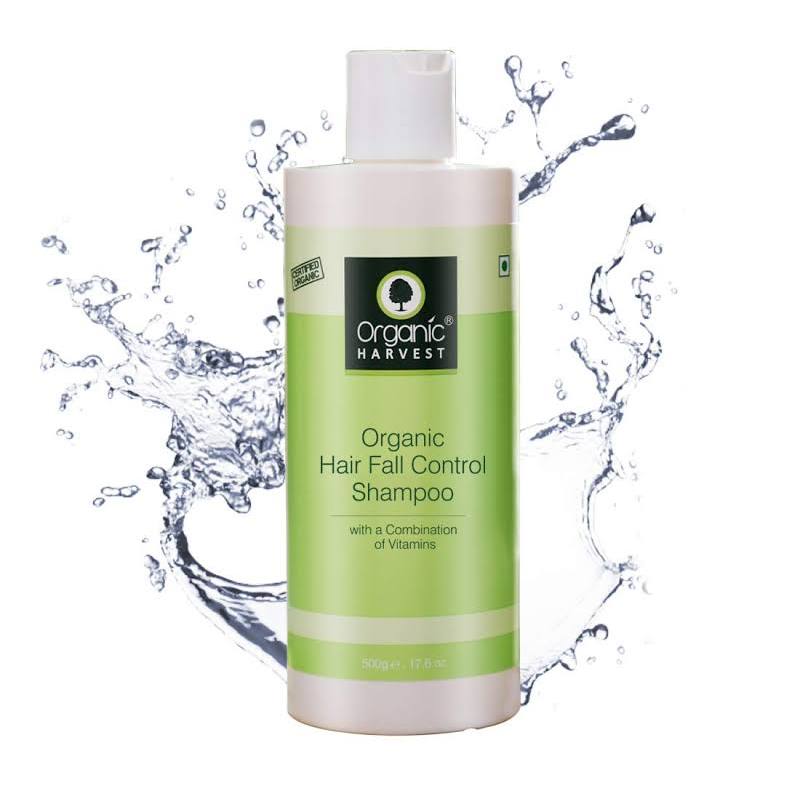 CERTIFIED
ORGANIC
Organic®
HARVEST
Organic
Hair Fall Control
Shampoo
with a Combination
of Vitamins
500g℮ . 17.6 oz.